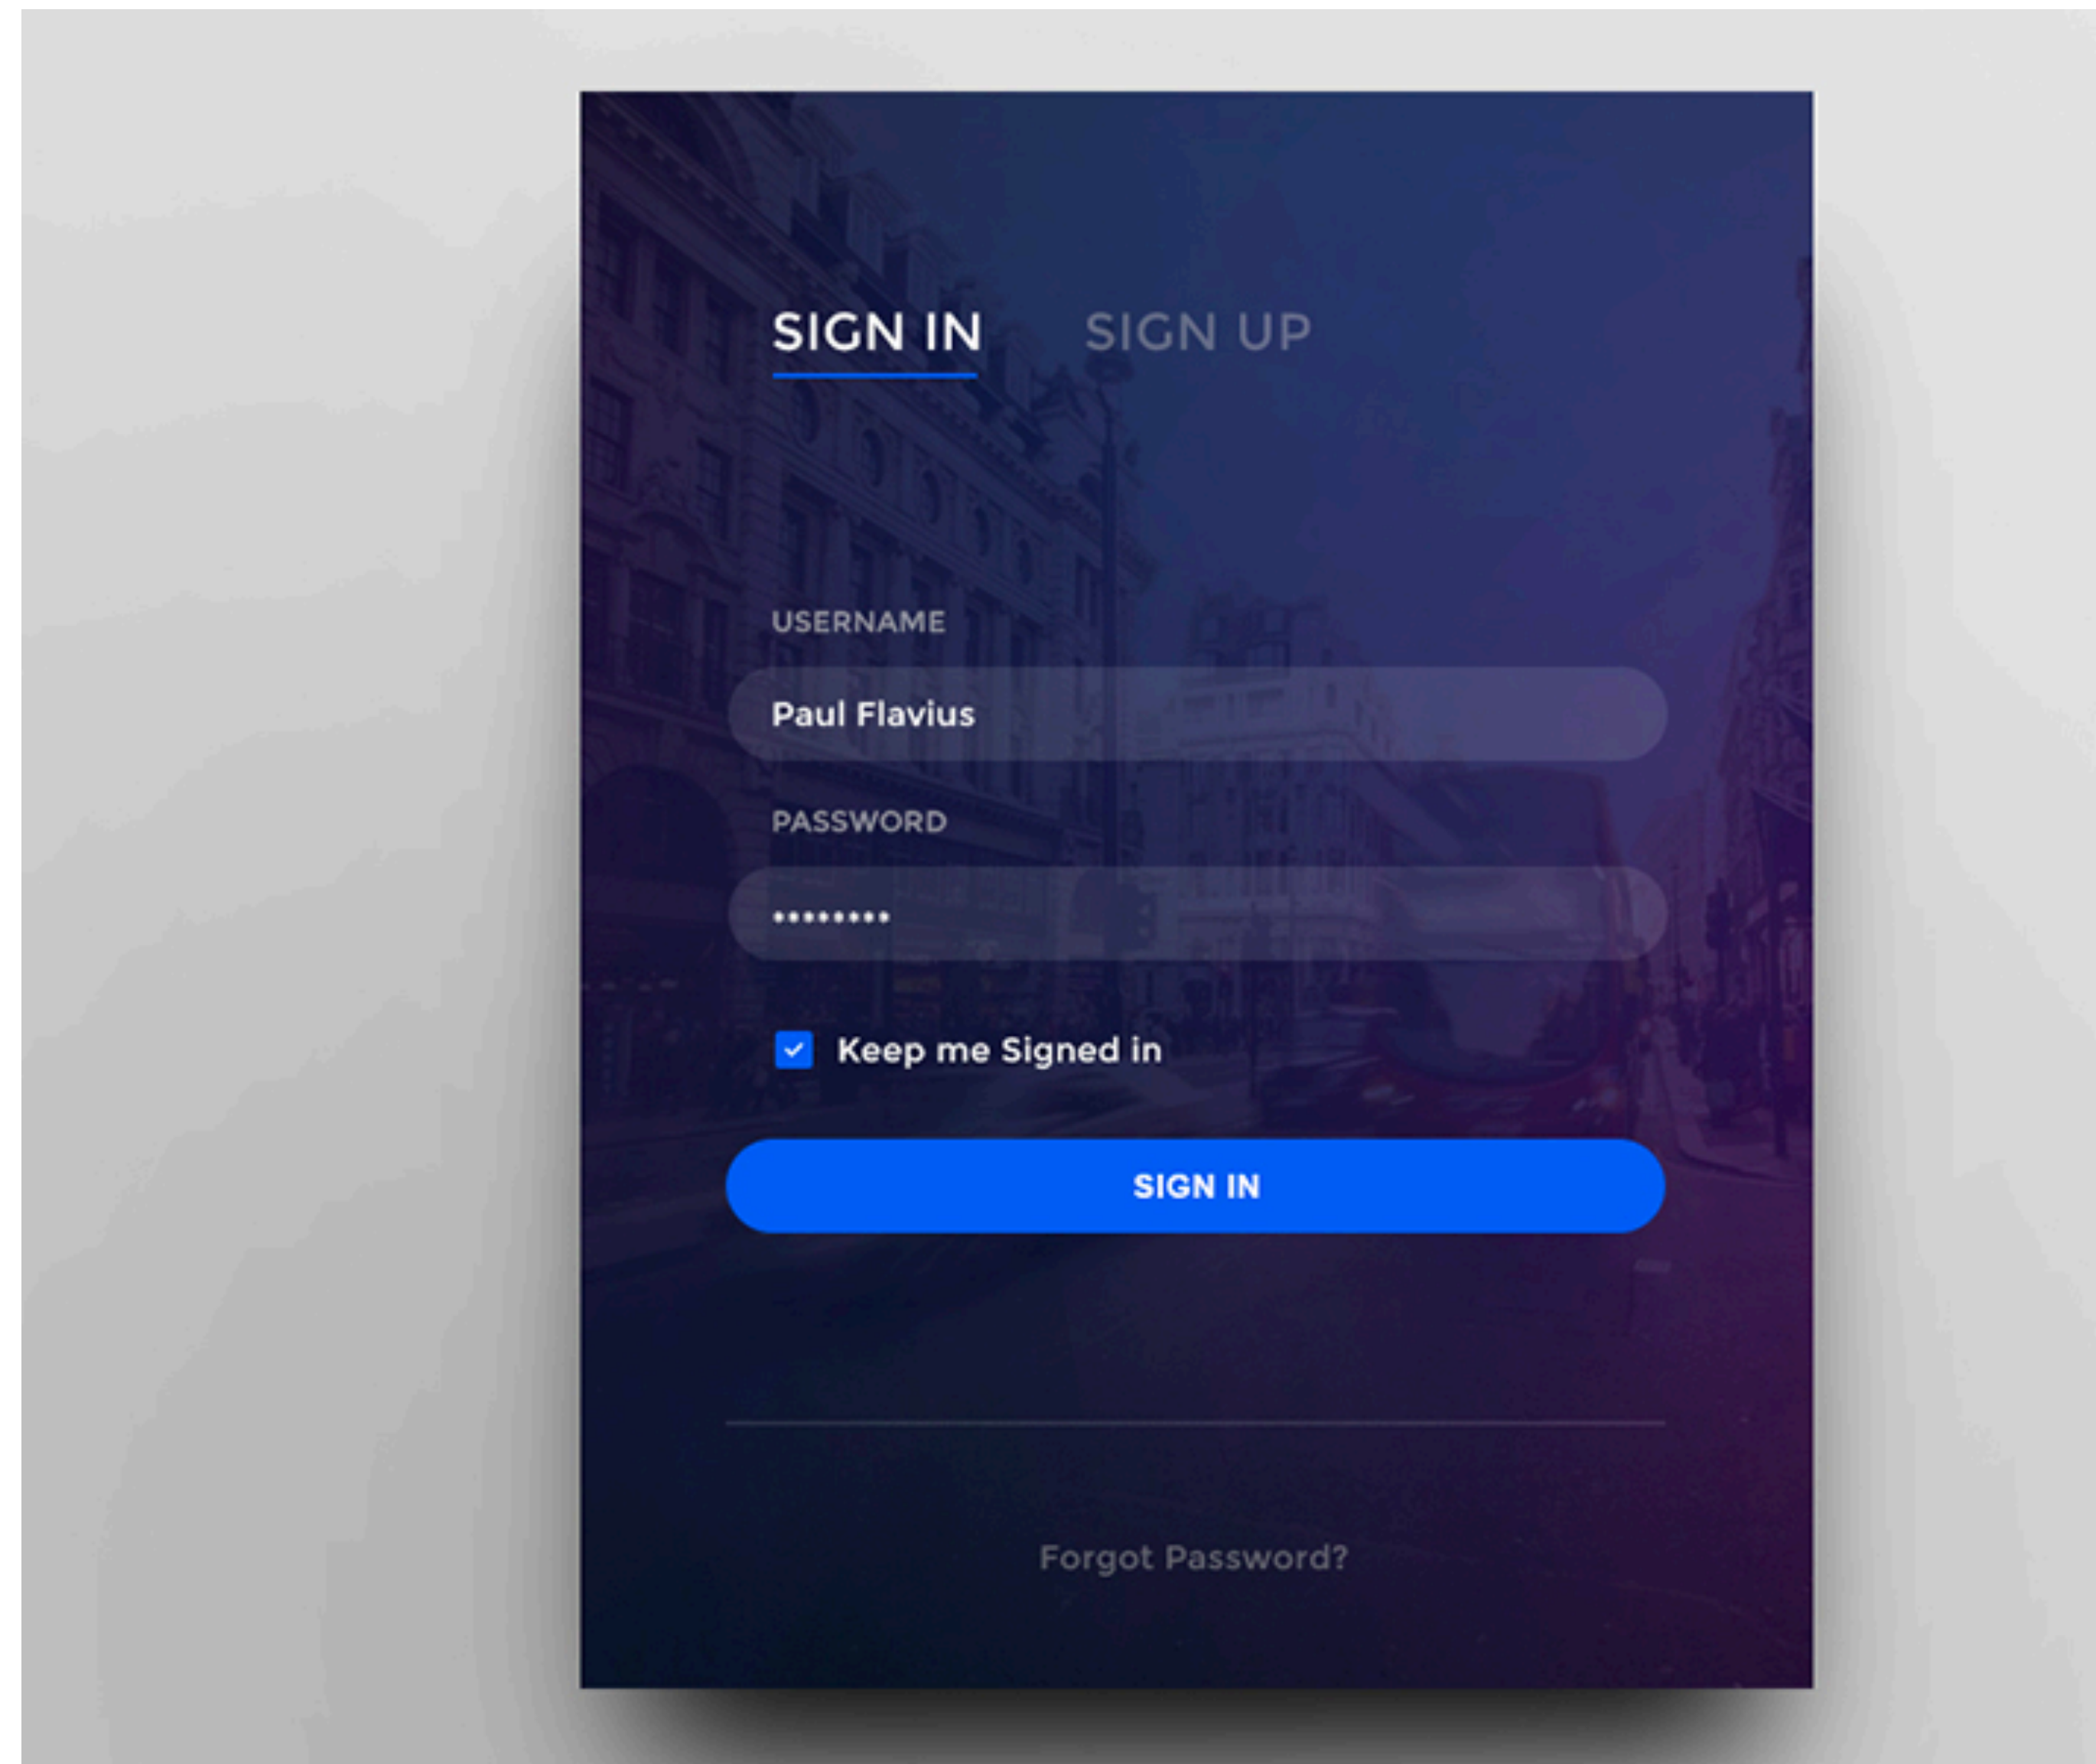 SIGN IN SIGN UP
USERNAME
Paul Flavius
PASSWORD
••••••••
Keep me Signed in
SIGN IN
Forgot Password?